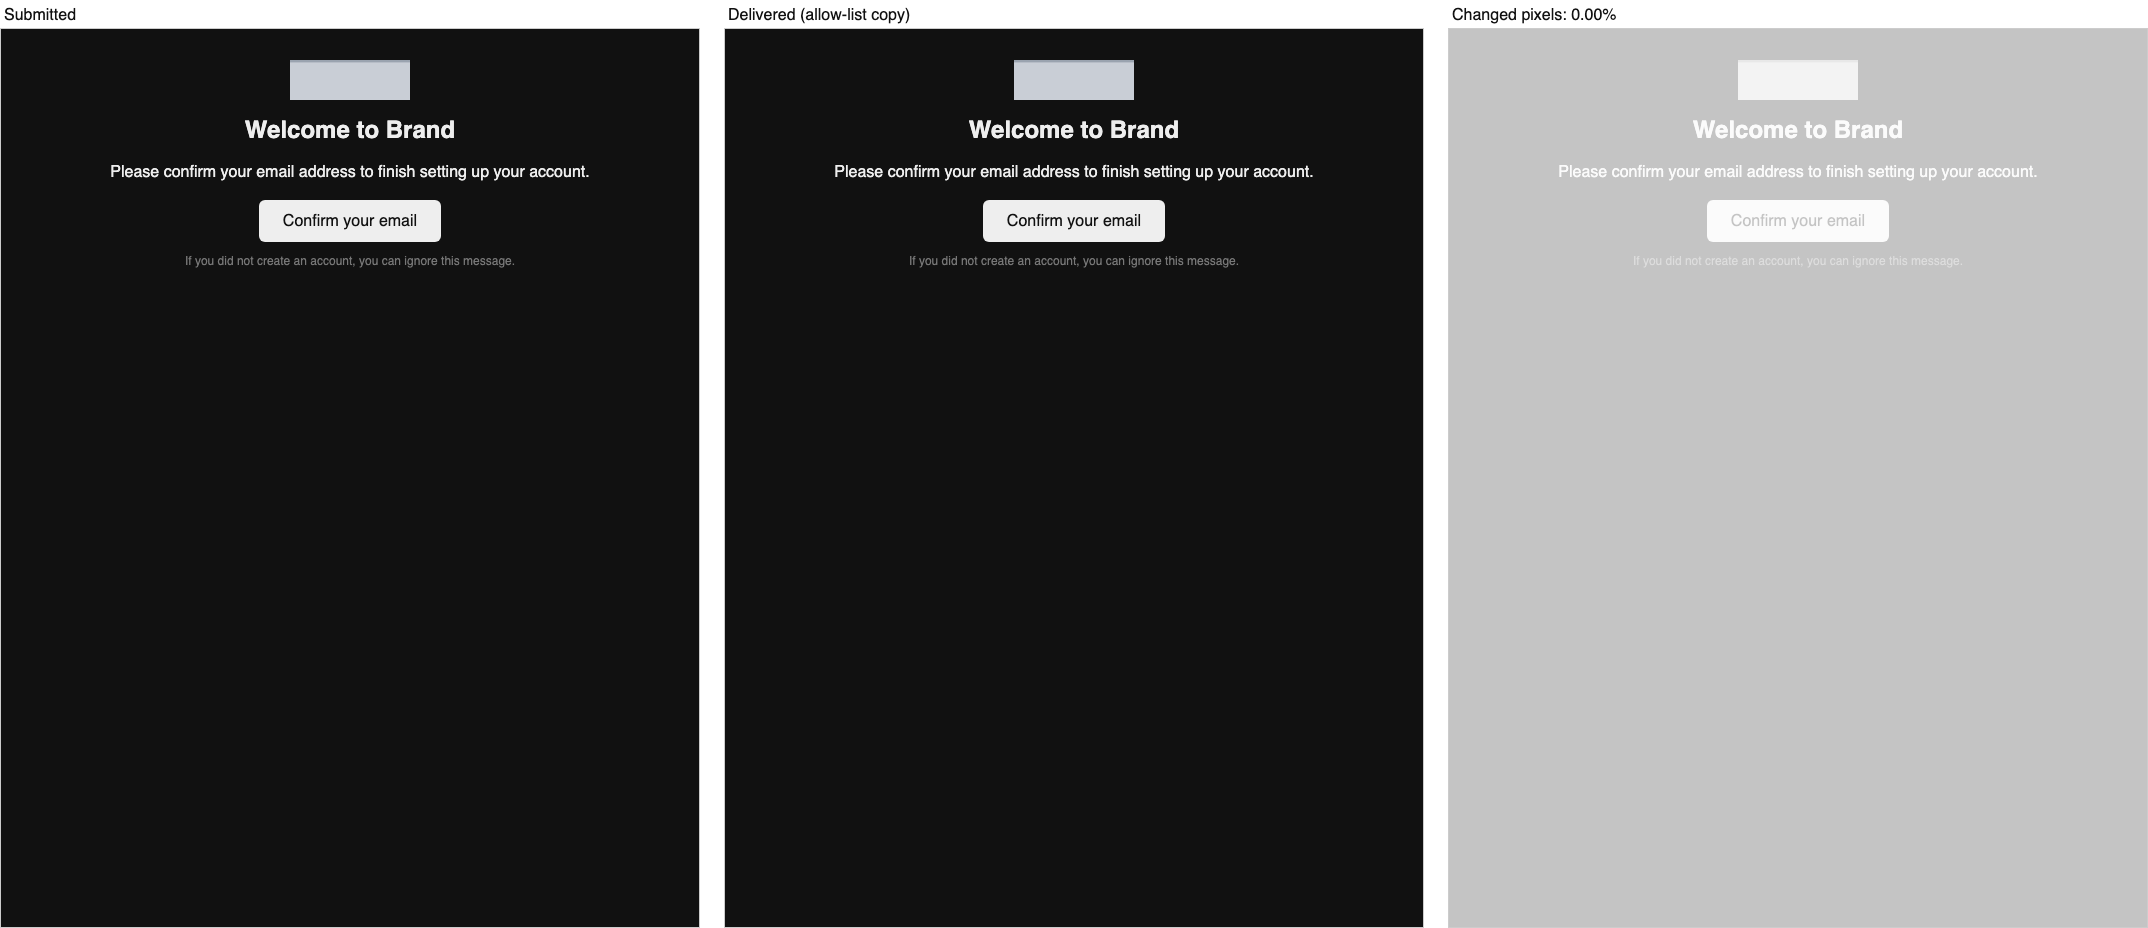 Submitted
Welcome to Brand
Please confirm your email address to finish setting up your account.
Confirm your email
If you did not create an account, you can ignore this message.
Delivered (allow-list copy)
Welcome to Brand
Please confirm your email address to finish setting up your account.
Confirm your email
If you did not create an account, you can ignore this message.
Changed pixels: 0.00%
Welcome to Brand
Please confirm your email address to finish setting up your account.
Confirm your email
If you did not create an account, you can ignore this message.